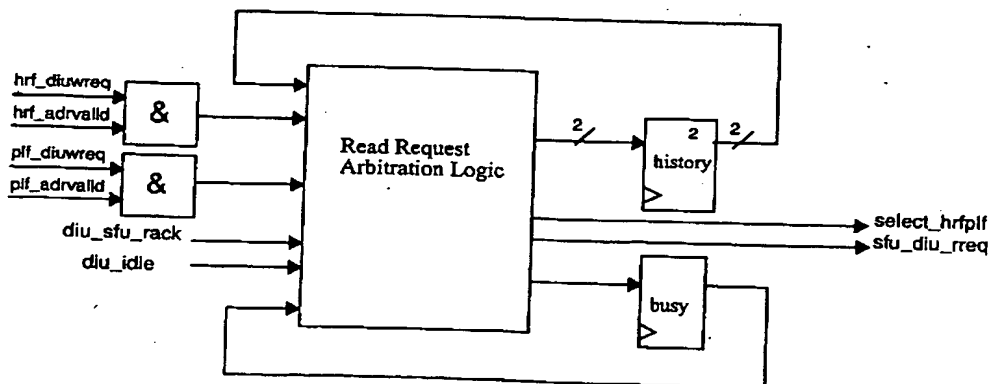 hrf_diuwreq
hrf_adrvalid
&
plf_diuwreq
plf_adrvalid
&
diu_sfu_rack
diu_idle
Read Request
Arbitration Logic
2
2
2
history
select_hrfplf
sfu_diu_rreq
busy